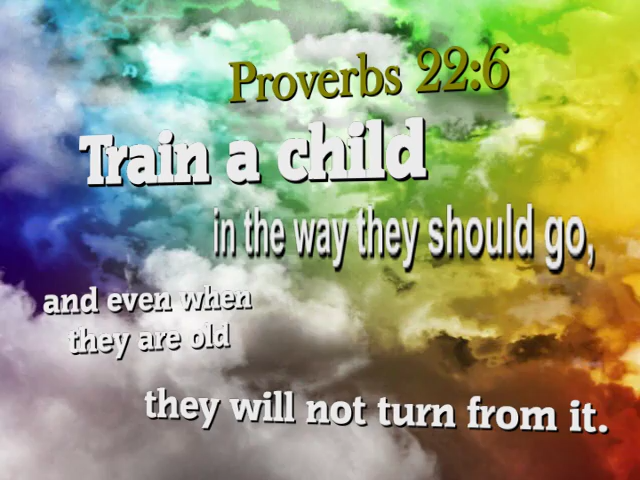 Proverbs 22:6
Train a child
in the way they should go,
and even when
they are old
they will not turn from it.